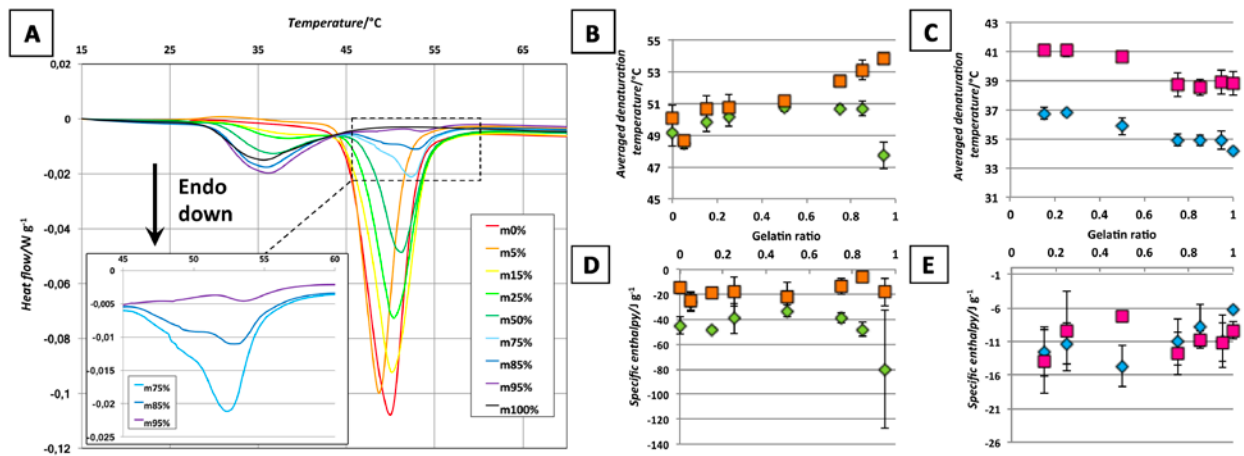 A
Temperature/°C
15 25 35 45 55 65
0,02
0
-0,02
-0,04
-0,06
-0,08
-0,1
-0,12
Heat flow/W g⁻¹
Endo
down
m0%
m5%
m15%
m25%
m50%
m75%
m85%
m95%
m100%
45 50 55 60
0
-0,005
-0,01
-0,015
-0,02
-0,025
m75%
m85%
m95%
B
Averaged denaturation
temperature/°C
55
53
51
49
47
45
0 0.2 0.4 0.6 0.8 1
Gelatin ratio
C
Averaged denaturation
temperature/°C
43
41
39
37
35
33
31
0 0.2 0.4 0.6 0.8 1
Gelatin ratio
D
Specific enthalpy/J g⁻¹
0 0.2 0.4 0.6 0.8 1
0
-20
-40
-60
-80
-100
-120
-140
E
Specific enthalpy/J g⁻¹
0 0.2 0.4 0.6 0.8 1
-1
-6
-11
-16
-21
-26